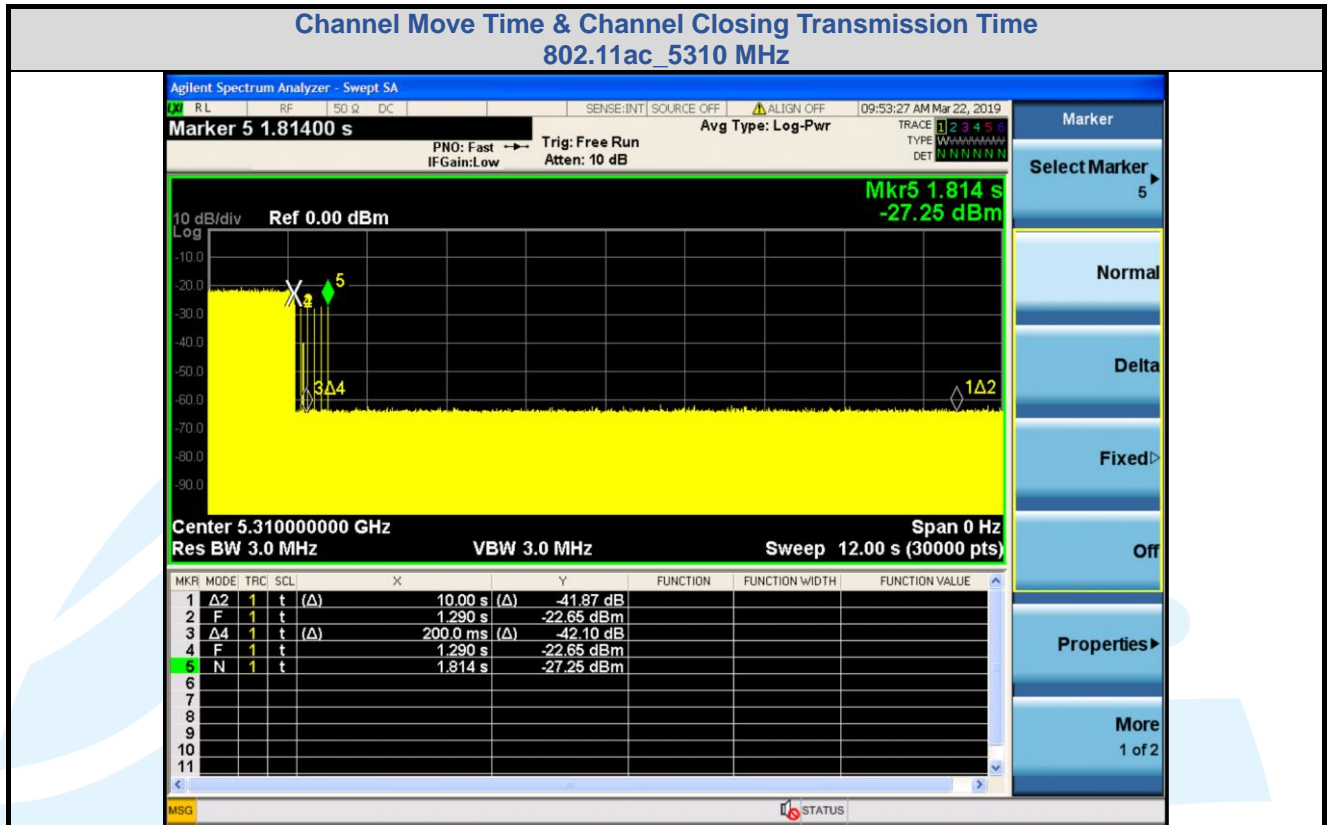 Channel Move Time & Channel Closing Transmission Time
802.11ac_5310 MHz
Agilent Spectrum Analyzer - Swept SA
LXI RL RF 50 Ω DC SENSE:INT SOURCE OFF ALIGN OFF 09:53:27 AM Mar 22, 2019
Marker 5 1.81400 s
PNO: Fast
IFGain:Low
Trig: Free Run
Atten: 10 dB
Avg Type: Log-Pwr
TRACE 1 2 3 4 5 6
TYPE WWWWWW
DET N N N N N N
Mkr5 1.814 s
-27.25 dBm
10 dB/div Ref 0.00 dBm
Log
-10.0
-20.0
-30.0
-40.0
-50.0
-60.0
-70.0
-80.0
-90.0
5
3Δ4
1Δ2
Center 5.310000000 GHz Span 0 Hz
Res BW 3.0 MHz VBW 3.0 MHz Sweep 12.00 s (30000 pts)
MKR MODE TRC SCL X Y FUNCTION FUNCTION WIDTH FUNCTION VALUE
1 Δ2 1 t (Δ) 10.00 s (Δ) -41.87 dB
2 F 1 t 1.290 s -22.65 dBm
3 Δ4 1 t (Δ) 200.0 ms (Δ) -42.10 dB
4 F 1 t 1.290 s -22.65 dBm
5 N 1 t 1.814 s -27.25 dBm
6
7
8
9
10
11
MSG STATUS
Marker
Select Marker
5
Normal
Delta
Fixed
Off
Properties
More
1 of 2